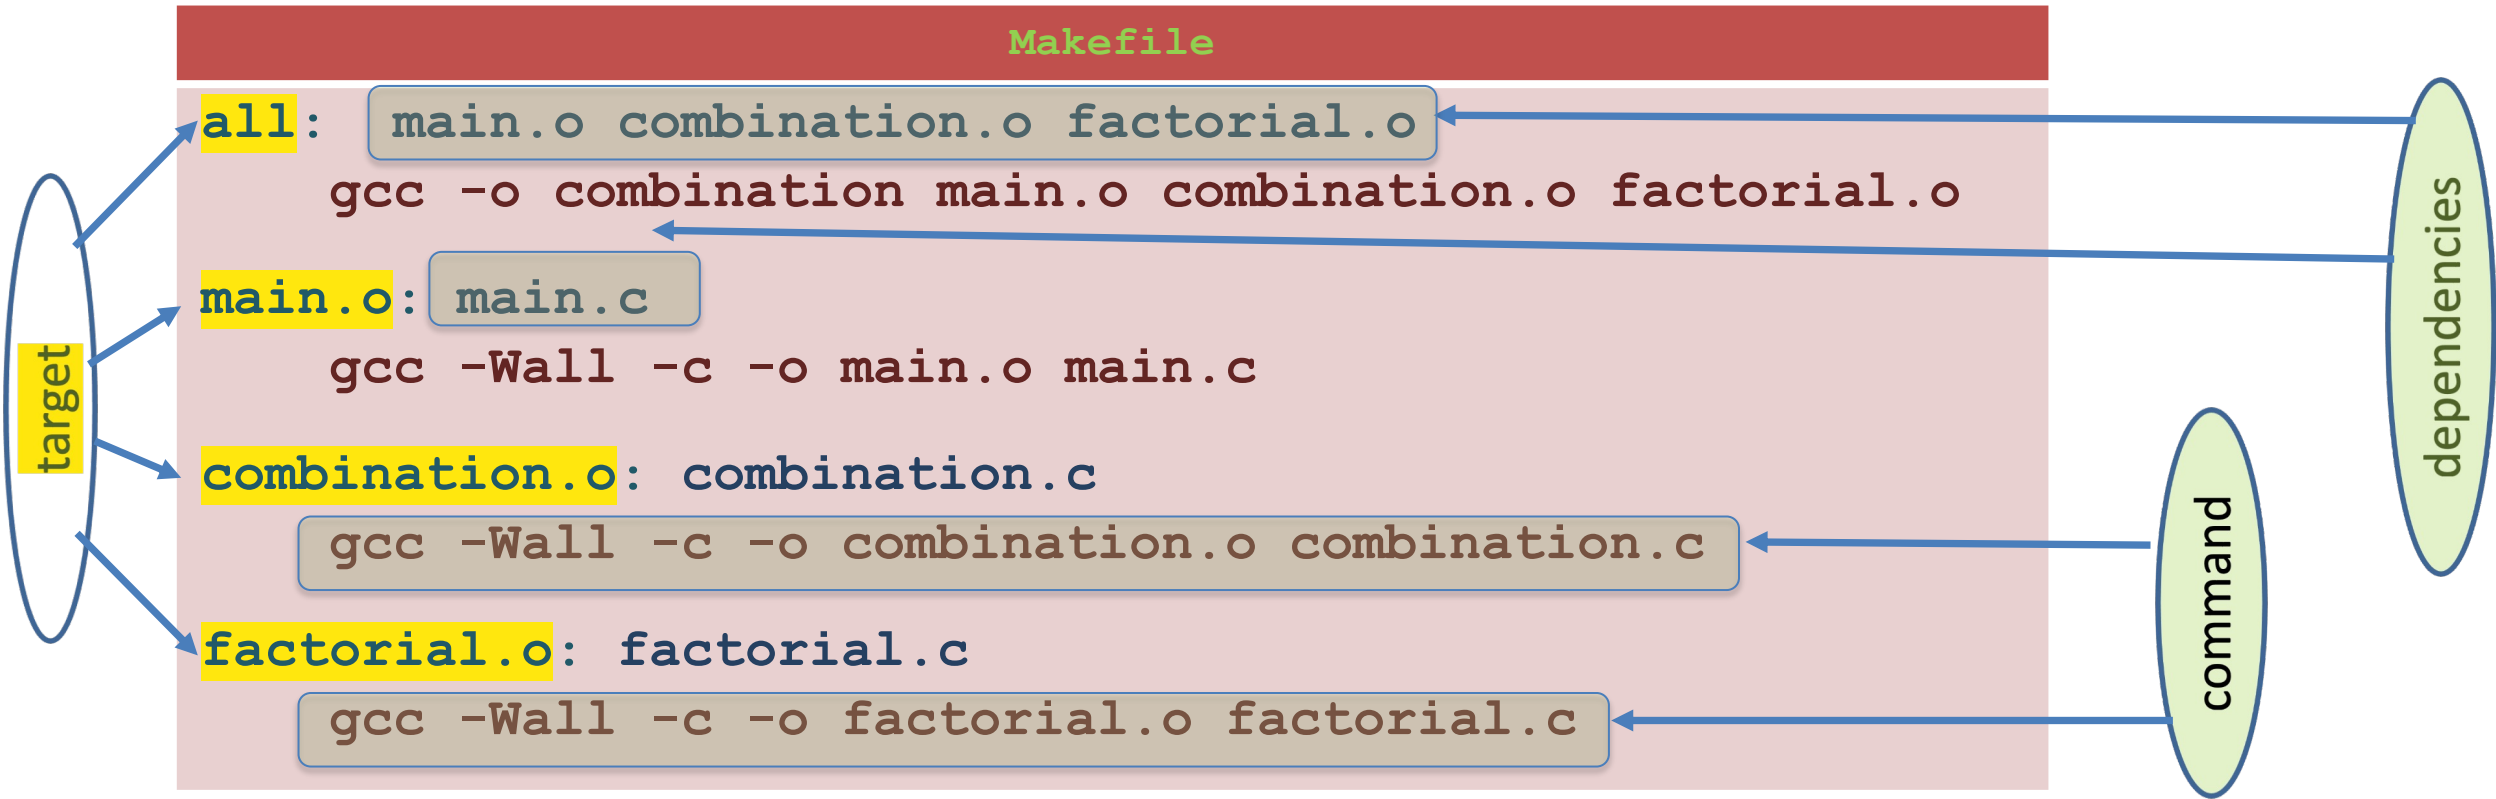 Makefile
all: main.o combination.o factorial.o
gcc -o combination main.o combination.o factorial.o
main.o: main.c
gcc -Wall -c -o main.o main.c
combination.o: combination.c
gcc -Wall -c -o combination.o combination.c
factorial.o: factorial.c
gcc -Wall -c -o factorial.o factorial.c
target
dependencies
command